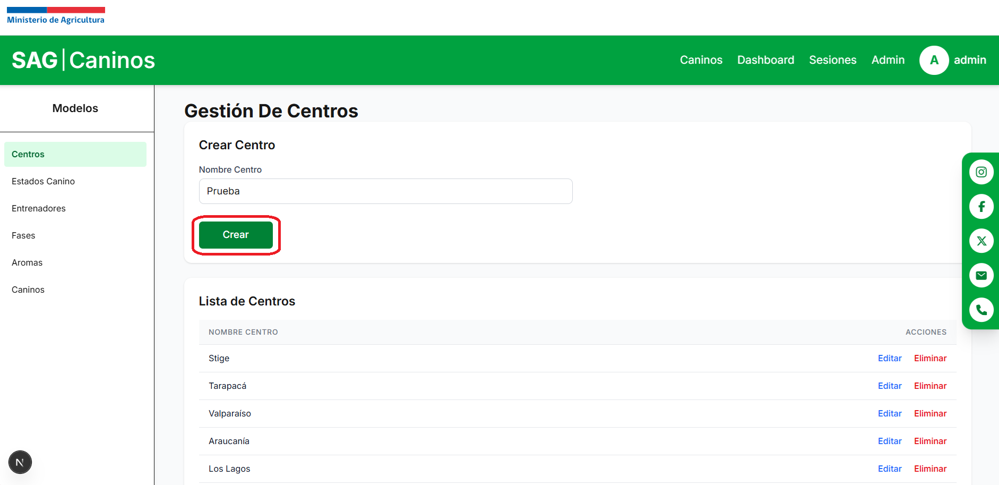 Ministerio de Agricultura
SAG|Caninos
Caninos Dashboard Sesiones Admin A admin
Modelos
Centros
Estados Canino
Entrenadores
Fases
Aromas
Caninos
Gestión De Centros
Crear Centro
Nombre Centro
Prueba
Crear
Lista de Centros
NOMBRE CENTRO ACCIONES
Stige Editar Eliminar
Tarapacá Editar Eliminar
Valparaíso Editar Eliminar
Araucanía Editar Eliminar
Los Lagos Editar Eliminar
N